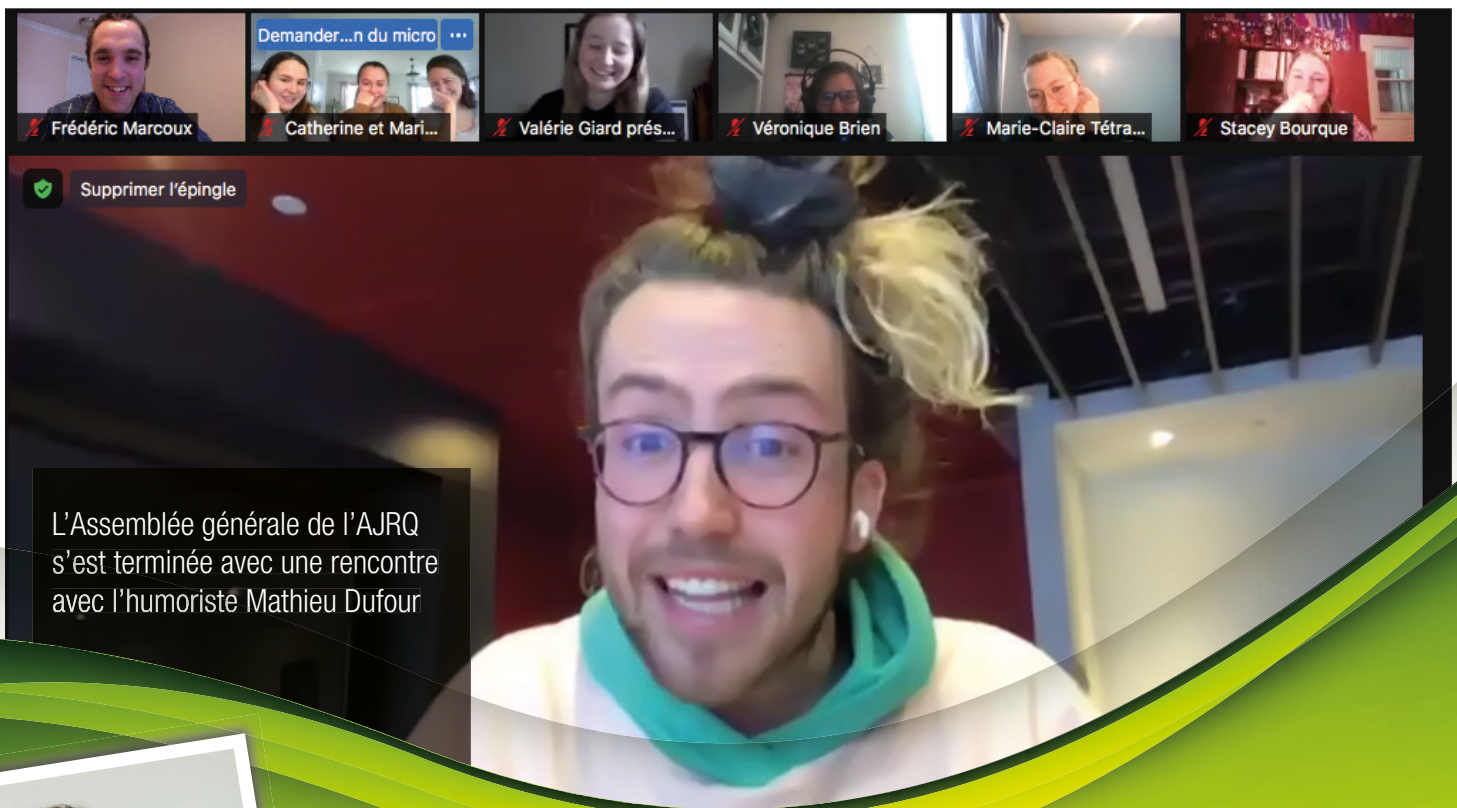 Demander...n du micro ...
Frédéric Marcoux
Catherine et Mari...
Valérie Giard prés...
Véronique Brien
Marie-Claire Tétra...
Stacey Bourque
Supprimer l'épingle
L'Assemblée générale de l'AJRQ
s'est terminée avec une rencontre
avec l'humoriste Mathieu Dufour